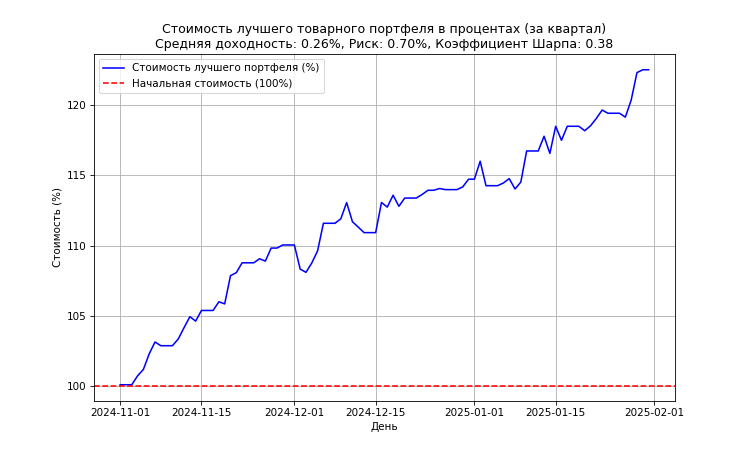 Стоимость лучшего товарного портфеля в процентах (за квартал)
Средняя доходность: 0.26%, Риск: 0.70%, Коэффициент Шарпа: 0.38
Стоимость лучшего портфеля (%)
Начальная стоимость (100%)
Стоимость (%)
120
115
110
105
100
2024-11-01 2024-11-15 2024-12-01 2024-12-15 2025-01-01 2025-01-15 2025-02-01
День